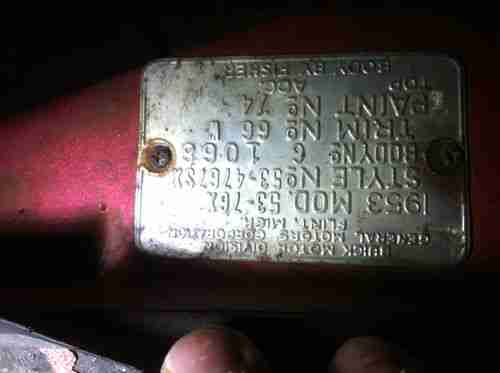 BUICK MOTOR DIVISION
GENERAL MOTORS CORPORATION
FLINT, MICH.
1953 MOD 53-76X
STYLE Nº 53-4767SX
BODY Nº 6 1068
TRIM Nº 66
PAINT Nº 74
TOP ACC
BODY BY FISHER